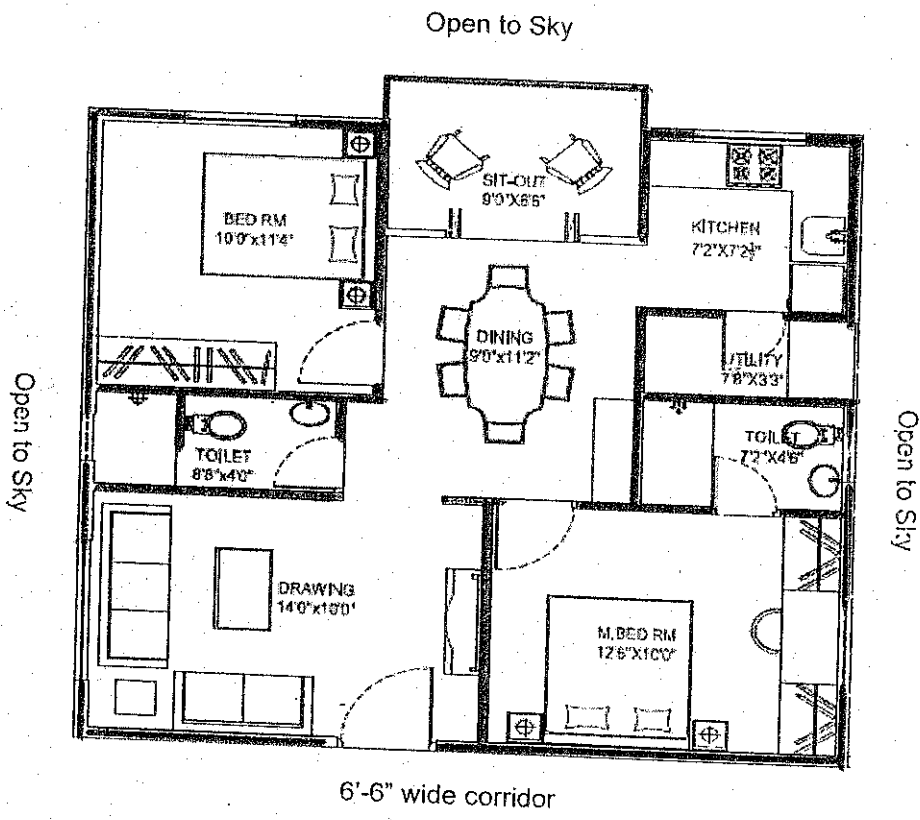 Open to Sky
SIT-OUT
9'0"X6'6"
BED RM
10'0"x11'4"
KITCHEN
7'2"X7'2½"
DINING
9'0"x11'2"
UTILITY
7'8"X3'3"
Open to Sky
TOILET
8'8"x4'0"
TOILET
7'2"X4'6"
Open to Sky
DRAWING
14'0"x10'0"
M.BED RM
12'6"X10'0"
6'-6" wide corridor